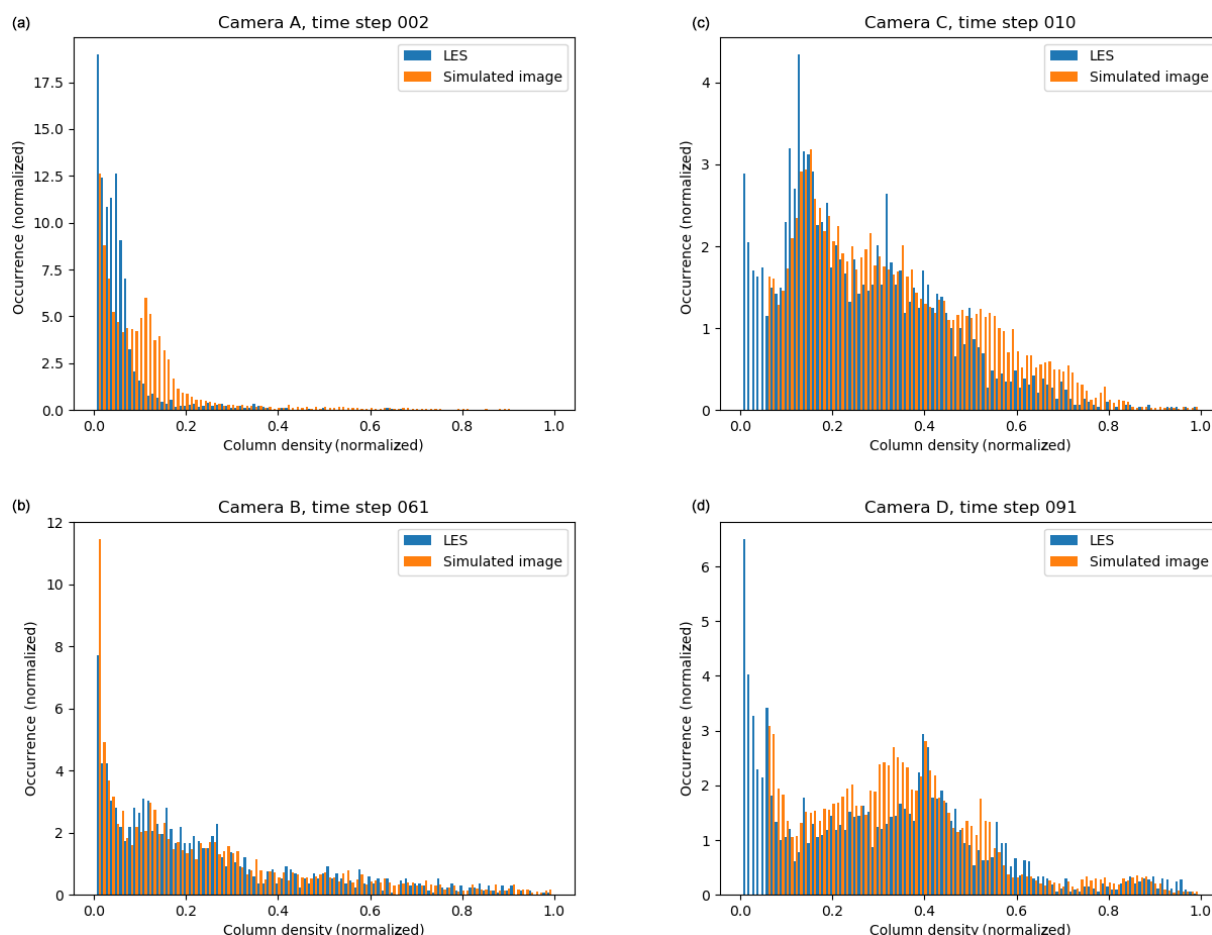 (a)
Camera A, time step 002
LES
Simulated image
17.5
15.0
12.5
10.0
7.5
5.0
2.5
0.0
Occurrence (normalized)
0.0 0.2 0.4 0.6 0.8 1.0
Column density (normalized)
(c)
Camera C, time step 010
LES
Simulated image
4
3
2
1
0
Occurrence (normalized)
0.0 0.2 0.4 0.6 0.8 1.0
Column density (normalized)
(b)
Camera B, time step 061
LES
Simulated image
12
10
8
6
4
2
0
Occurrence (normalized)
0.0 0.2 0.4 0.6 0.8 1.0
Column density (normalized)
(d)
Camera D, time step 091
LES
Simulated image
6
5
4
3
2
1
0
Occurrence (normalized)
0.0 0.2 0.4 0.6 0.8 1.0
Column density (normalized)